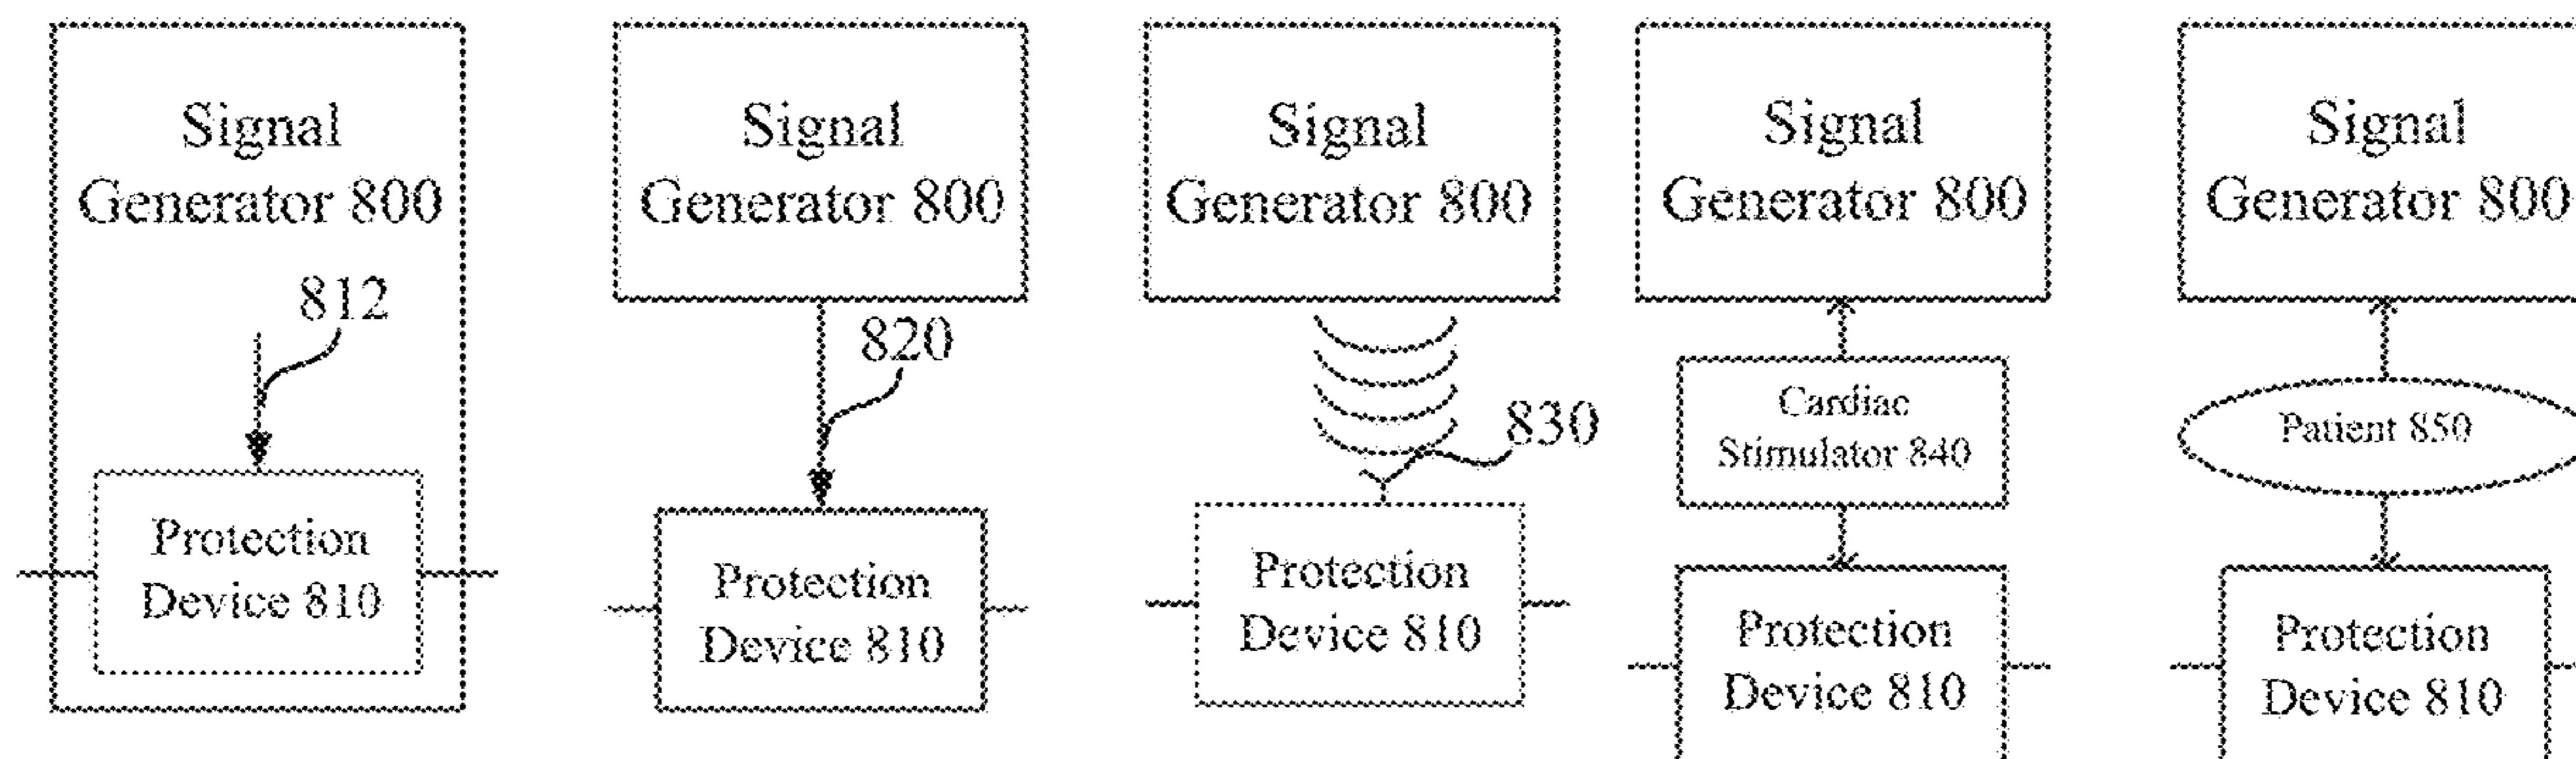 Signal
Generator 800
812
Protection
Device 810
Signal
Generator 800
820
Protection
Device 810
Signal
Generator 800
830
Protection
Device 810
Signal
Generator 800
Cardiac
Stimulator 840
Protection
Device 810
Signal
Generator 800
Patient 850
Protection
Device 810